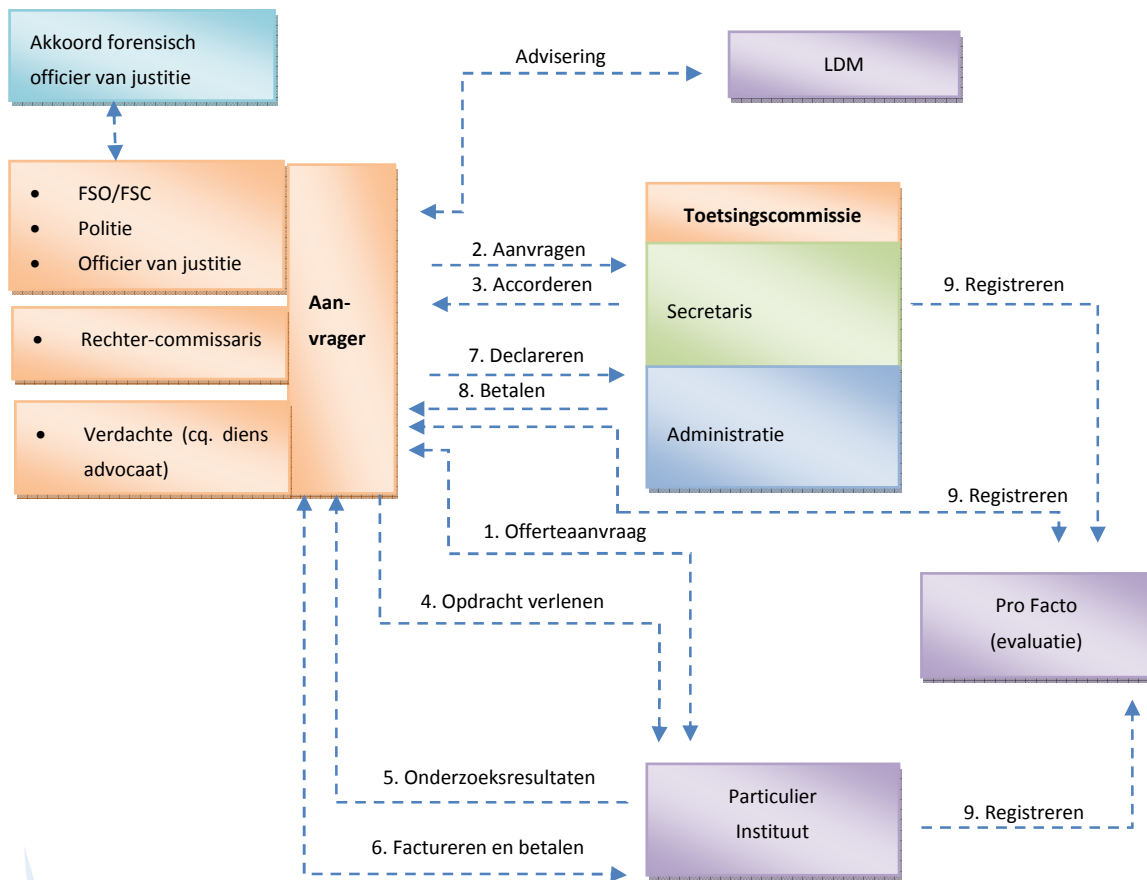 Akkoord forensisch
officier van justitie
Advisering
LDM
• FSO/FSC
• Politie
• Officier van justitie
Aan-
vrager
Toetsingscommissie
2. Aanvragen
3. Accorderen
Secretaris
9. Registreren
• Rechter-commissaris
7. Declareren
8. Betalen
• Verdachte (cq. diens
advocaat)
Administratie
9. Registreren
1. Offerteaanvraag
4. Opdracht verlenen
Pro Facto
(evaluatie)
5. Onderzoeksresultaten
Particulier
Instituut
9. Registreren
6. Factureren en betalen